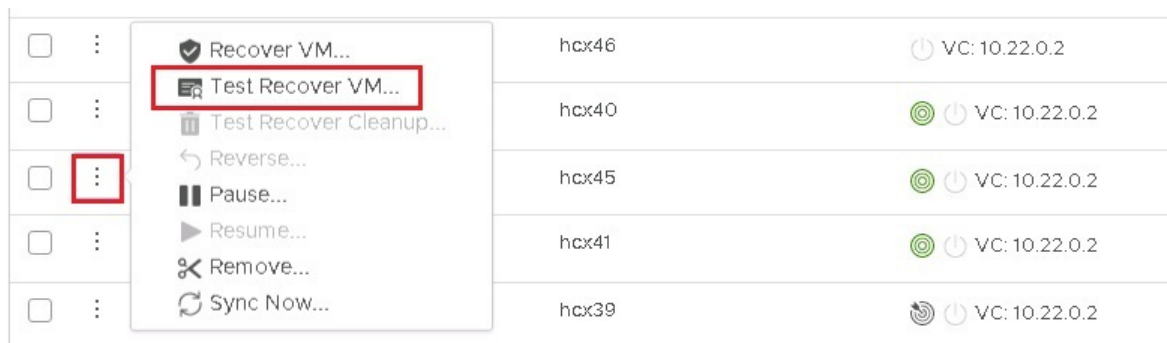 Recover VM...
hcx46 VC: 10.22.0.2
Test Recover VM...
hcx40 VC: 10.22.0.2
Test Recover Cleanup...
Reverse...
hcx45 VC: 10.22.0.2
Pause...
Resume...
hcx41 VC: 10.22.0.2
Remove...
Sync Now...
hcx39 VC: 10.22.0.2